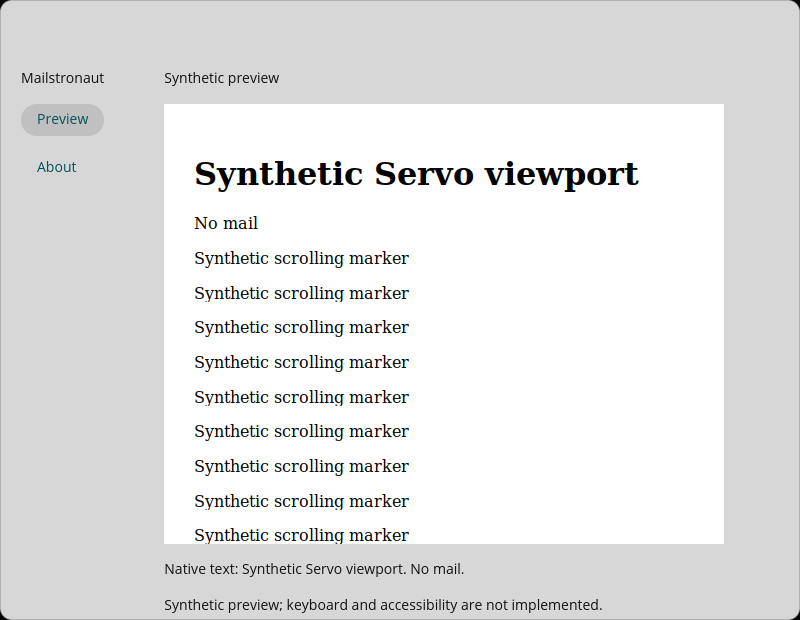 Mailstronaut
Preview
About
Synthetic preview
Synthetic Servo viewport
No mail
Synthetic scrolling marker
Synthetic scrolling marker
Synthetic scrolling marker
Synthetic scrolling marker
Synthetic scrolling marker
Synthetic scrolling marker
Synthetic scrolling marker
Synthetic scrolling marker
Synthetic scrolling marker
Native text: Synthetic Servo viewport. No mail.
Synthetic preview; keyboard and accessibility are not implemented.